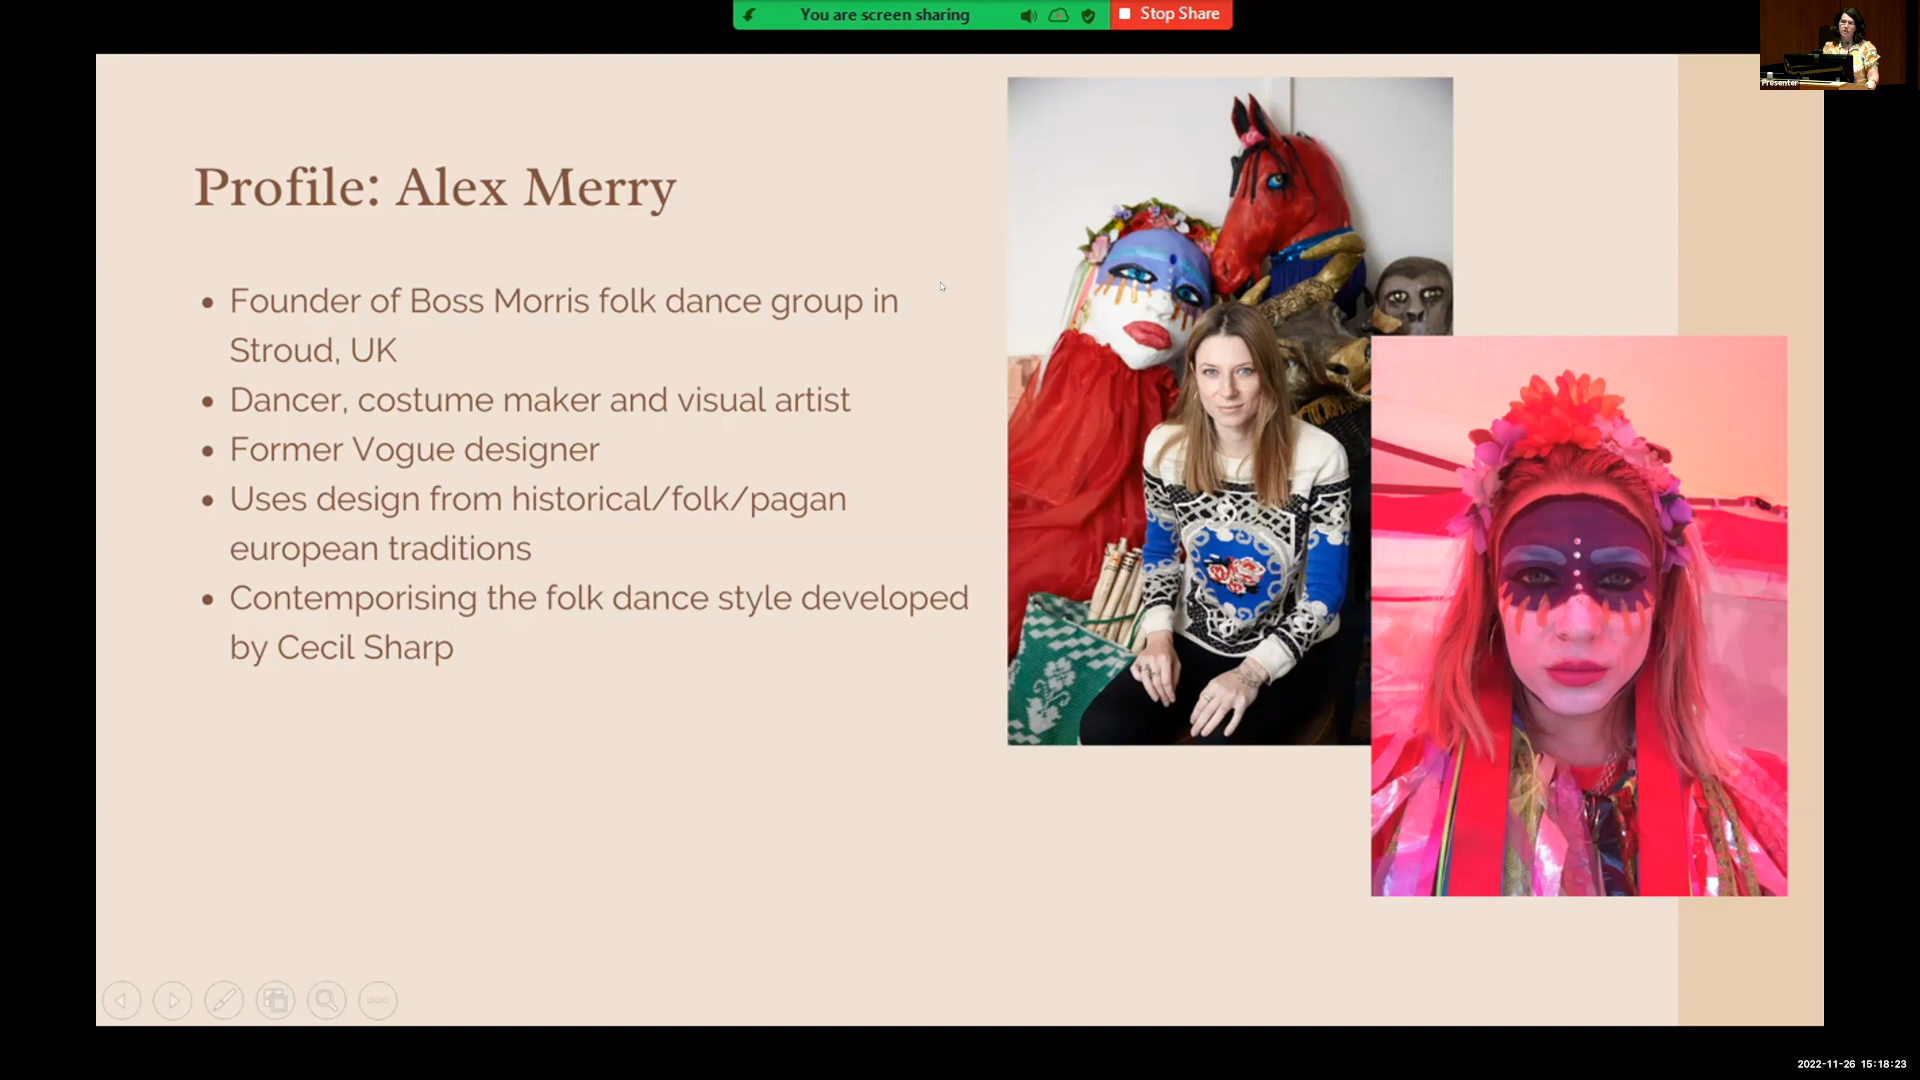 You are screen sharing
Stop Share
Presenter
Profile: Alex Merry
Founder of Boss Morris folk dance group in
Stroud, UK
Dancer, costume maker and visual artist
Former Vogue designer
Uses design from historical/folk/pagan
european traditions
Contemporising the folk dance style developed
by Cecil Sharp
2022-11-26 15:18:23